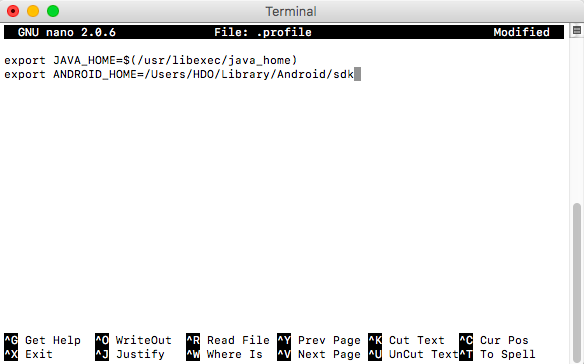 Terminal
GNU nano 2.0.6 File: .profile Modified
export JAVA_HOME=$(/usr/libexec/java_home)
export ANDROID_HOME=/Users/HDO/Library/Android/sdk
^G Get Help ^O WriteOut ^R Read File ^Y Prev Page ^K Cut Text ^C Cur Pos
^X Exit ^J Justify ^W Where Is ^V Next Page ^U UnCut Text ^T To Spell